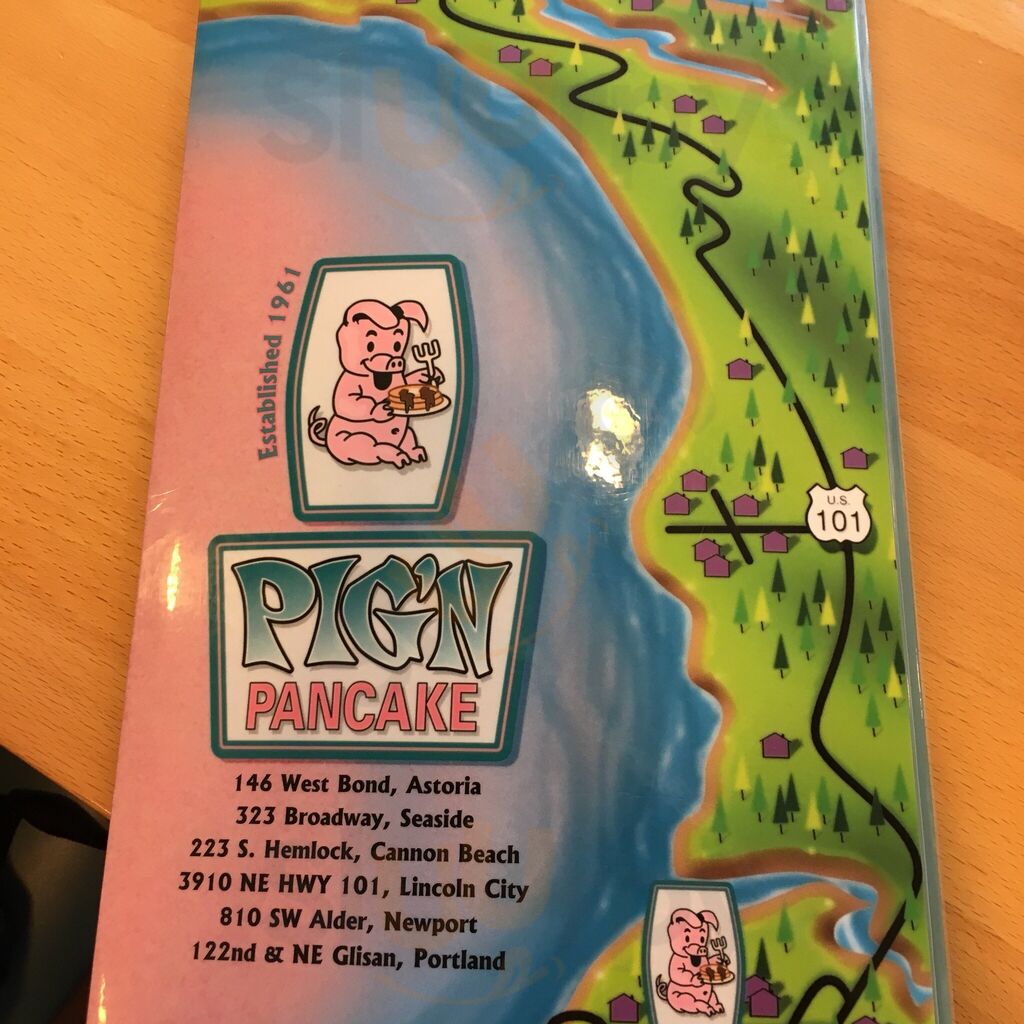 Established 1961
PIG'N
PANCAKE
146 West Bond, Astoria
323 Broadway, Seaside
223 S. Hemlock, Cannon Beach
3910 NE HWY 101, Lincoln City
810 SW Alder, Newport
122nd & NE Glisan, Portland
U.S.
101